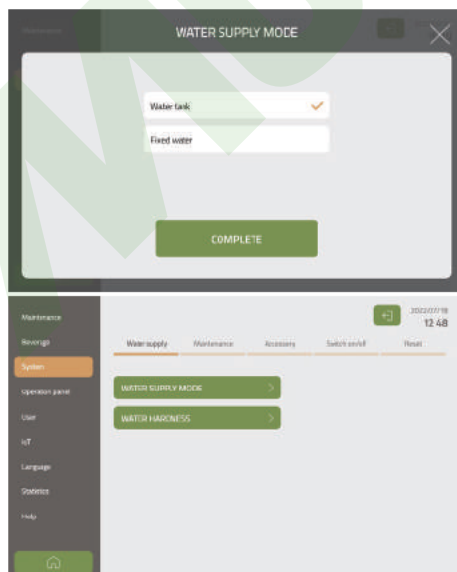 WATER SUPPLY MODE
Water tank
Fixed water
COMPLETE
Maintenance
2022/07/18
12 48
Beverage
Water supply
Maintenance
Accessory
Switch on/off
Reset
System
WATER SUPPLY MODE
Operation panel
WATER HARDNESS
User
IoT
Language
Statistics
Help